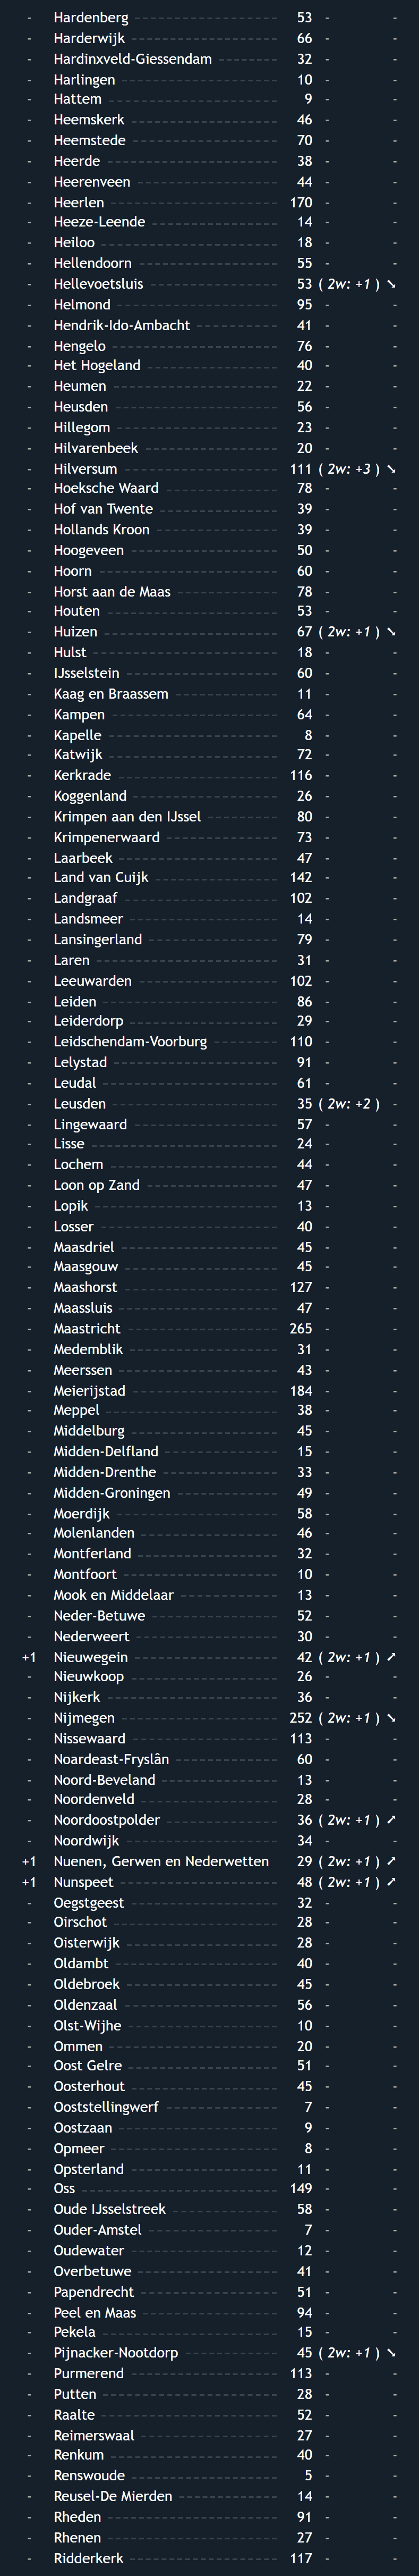 - Hardenberg 53 - -
- Harderwijk 66 - -
- Hardinxveld-Giessendam 32 - -
- Harlingen 10 - -
- Hattem 9 - -
- Heemskerk 46 - -
- Heemstede 70 - -
- Heerde 38 - -
- Heerenveen 44 - -
- Heerlen 170 - -
- Heeze-Leende 14 - -
- Heiloo 18 - -
- Hellendoorn 55 - -
- Hellevoetsluis 53 ( 2w: +1 ) ➘
- Helmond 95 - -
- Hendrik-Ido-Ambacht 41 - -
- Hengelo 76 - -
- Het Hogeland 40 - -
- Heumen 22 - -
- Heusden 56 - -
- Hillegom 23 - -
- Hilvarenbeek 20 - -
- Hilversum 111 ( 2w: +3 ) ➘
- Hoeksche Waard 78 - -
- Hof van Twente 39 - -
- Hollands Kroon 39 - -
- Hoogeveen 50 - -
- Hoorn 60 - -
- Horst aan de Maas 78 - -
- Houten 53 - -
- Huizen 67 ( 2w: +1 ) ➘
- Hulst 18 - -
- IJsselstein 60 - -
- Kaag en Braassem 11 - -
- Kampen 64 - -
- Kapelle 8 - -
- Katwijk 72 - -
- Kerkrade 116 - -
- Koggenland 26 - -
- Krimpen aan den IJssel 80 - -
- Krimpenerwaard 73 - -
- Laarbeek 47 - -
- Land van Cuijk 142 - -
- Landgraaf 102 - -
- Landsmeer 14 - -
- Lansingerland 79 - -
- Laren 31 - -
- Leeuwarden 102 - -
- Leiden 86 - -
- Leiderdorp 29 - -
- Leidschendam-Voorburg 110 - -
- Lelystad 91 - -
- Leudal 61 - -
- Leusden 35 ( 2w: +2 ) -
- Lingewaard 57 - -
- Lisse 24 - -
- Lochem 44 - -
- Loon op Zand 47 - -
- Lopik 13 - -
- Losser 40 - -
- Maasdriel 45 - -
- Maasgouw 45 - -
- Maashorst 127 - -
- Maassluis 47 - -
- Maastricht 265 - -
- Medemblik 31 - -
- Meerssen 43 - -
- Meierijstad 184 - -
- Meppel 38 - -
- Middelburg 45 - -
- Midden-Delfland 15 - -
- Midden-Drenthe 33 - -
- Midden-Groningen 49 - -
- Moerdijk 58 - -
- Molenlanden 46 - -
- Montferland 32 - -
- Montfoort 10 - -
- Mook en Middelaar 13 - -
- Neder-Betuwe 52 - -
- Nederweert 30 - -
+1 Nieuwegein 42 ( 2w: +1 ) ➚
- Nieuwkoop 26 - -
- Nijkerk 36 - -
- Nijmegen 252 ( 2w: +1 ) ➘
- Nissewaard 113 - -
- Noardeast-Fryslân 60 - -
- Noord-Beveland 13 - -
- Noordenveld 28 - -
- Noordoostpolder 36 ( 2w: +1 ) ➚
- Noordwijk 34 - -
+1 Nuenen, Gerwen en Nederwetten 29 ( 2w: +1 ) ➚
+1 Nunspeet 48 ( 2w: +1 ) ➚
- Oegstgeest 32 - -
- Oirschot 28 - -
- Oisterwijk 28 - -
- Oldambt 40 - -
- Oldebroek 45 - -
- Oldenzaal 56 - -
- Olst-Wijhe 10 - -
- Ommen 20 - -
- Oost Gelre 51 - -
- Oosterhout 45 - -
- Ooststellingwerf 7 - -
- Oostzaan 9 - -
- Opmeer 8 - -
- Opsterland 11 - -
- Oss 149 - -
- Oude IJsselstreek 58 - -
- Ouder-Amstel 7 - -
- Oudewater 12 - -
- Overbetuwe 41 - -
- Papendrecht 51 - -
- Peel en Maas 94 - -
- Pekela 15 - -
- Pijnacker-Nootdorp 45 ( 2w: +1 ) ➘
- Purmerend 113 - -
- Putten 28 - -
- Raalte 52 - -
- Reimerswaal 27 - -
- Renkum 40 - -
- Renswoude 5 - -
- Reusel-De Mierden 14 - -
- Rheden 91 - -
- Rhenen 27 - -
- Ridderkerk 117 - -